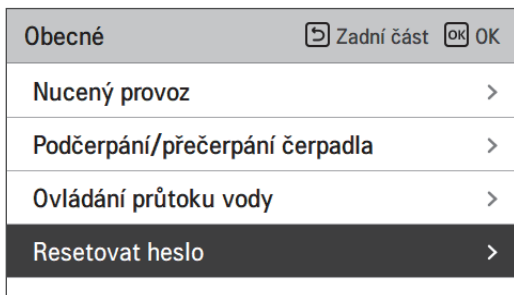 Obecné Zadní část OK OK
Nucený provoz >
Podčerpání/přečerpání čerpadla >
Ovládání průtoku vody >
Resetovat heslo >